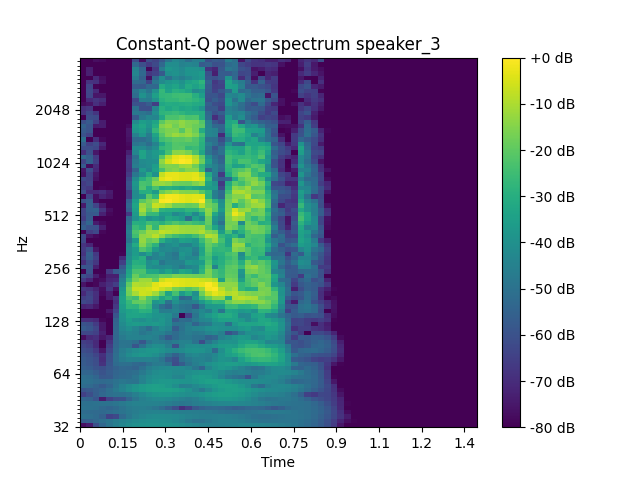 Constant-Q power spectrum speaker_3
+0 dB
-10 dB
-20 dB
-30 dB
-40 dB
-50 dB
-60 dB
-70 dB
-80 dB
Hz
2048
1024
512
256
128
64
32
0 0.15 0.3 0.45 0.6 0.75 0.9 1.1 1.2 1.4
Time